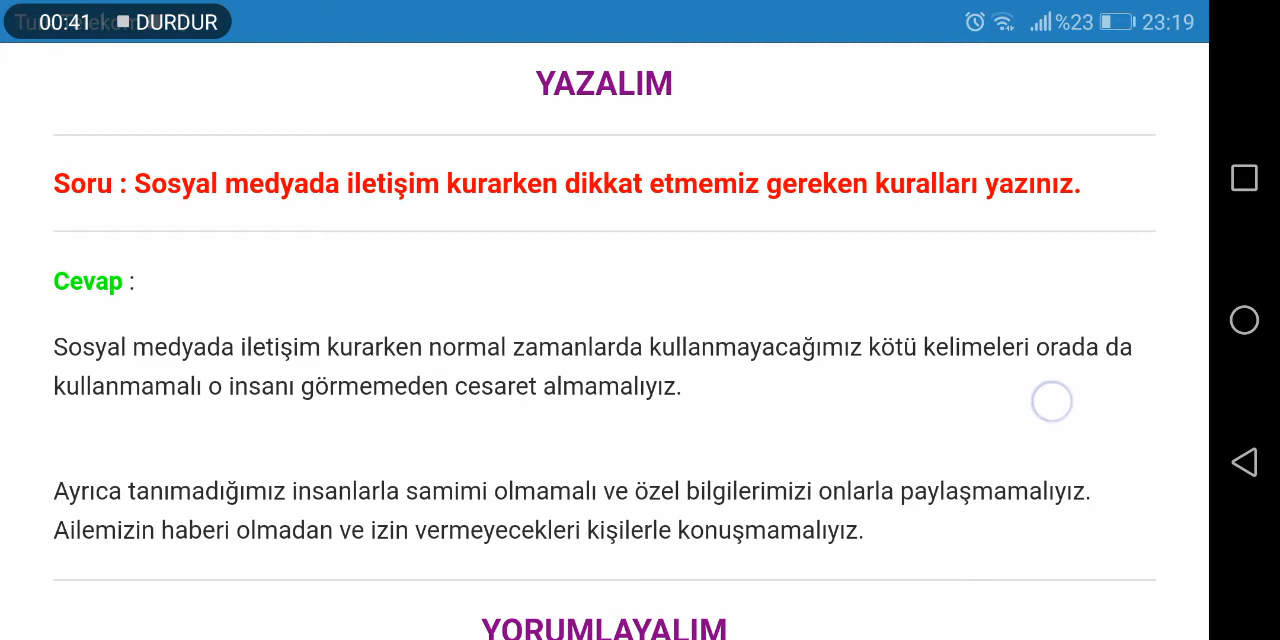 00:41 DURDUR %23 23:19
YAZALIM
Soru : Sosyal medyada iletişim kurarken dikkat etmemiz gereken kuralları yazınız.
Cevap :
Sosyal medyada iletişim kurarken normal zamanlarda kullanmayacağımız kötü kelimeleri orada da
kullanmamalı o insanı görmemeden cesaret almamalıyız.
Ayrıca tanımadığımız insanlarla samimi olmamalı ve özel bilgilerimizi onlarla paylaşmamalıyız.
Ailemizin haberi olmadan ve izin vermeyecekleri kişilerle konuşmamalıyız.
YORUMLAYALIM